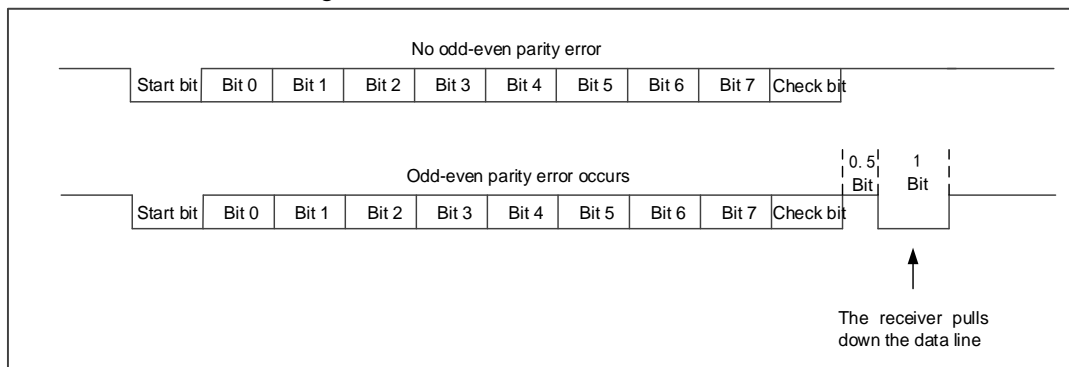 No odd-even parity error
Start bit Bit 0 Bit 1 Bit 2 Bit 3 Bit 4 Bit 5 Bit 6 Bit 7 Check bit
0. 5 1
Odd-even parity error occurs Bit Bit
Start bit Bit 0 Bit 1 Bit 2 Bit 3 Bit 4 Bit 5 Bit 6 Bit 7 Check bit
The receiver pulls
down the data line